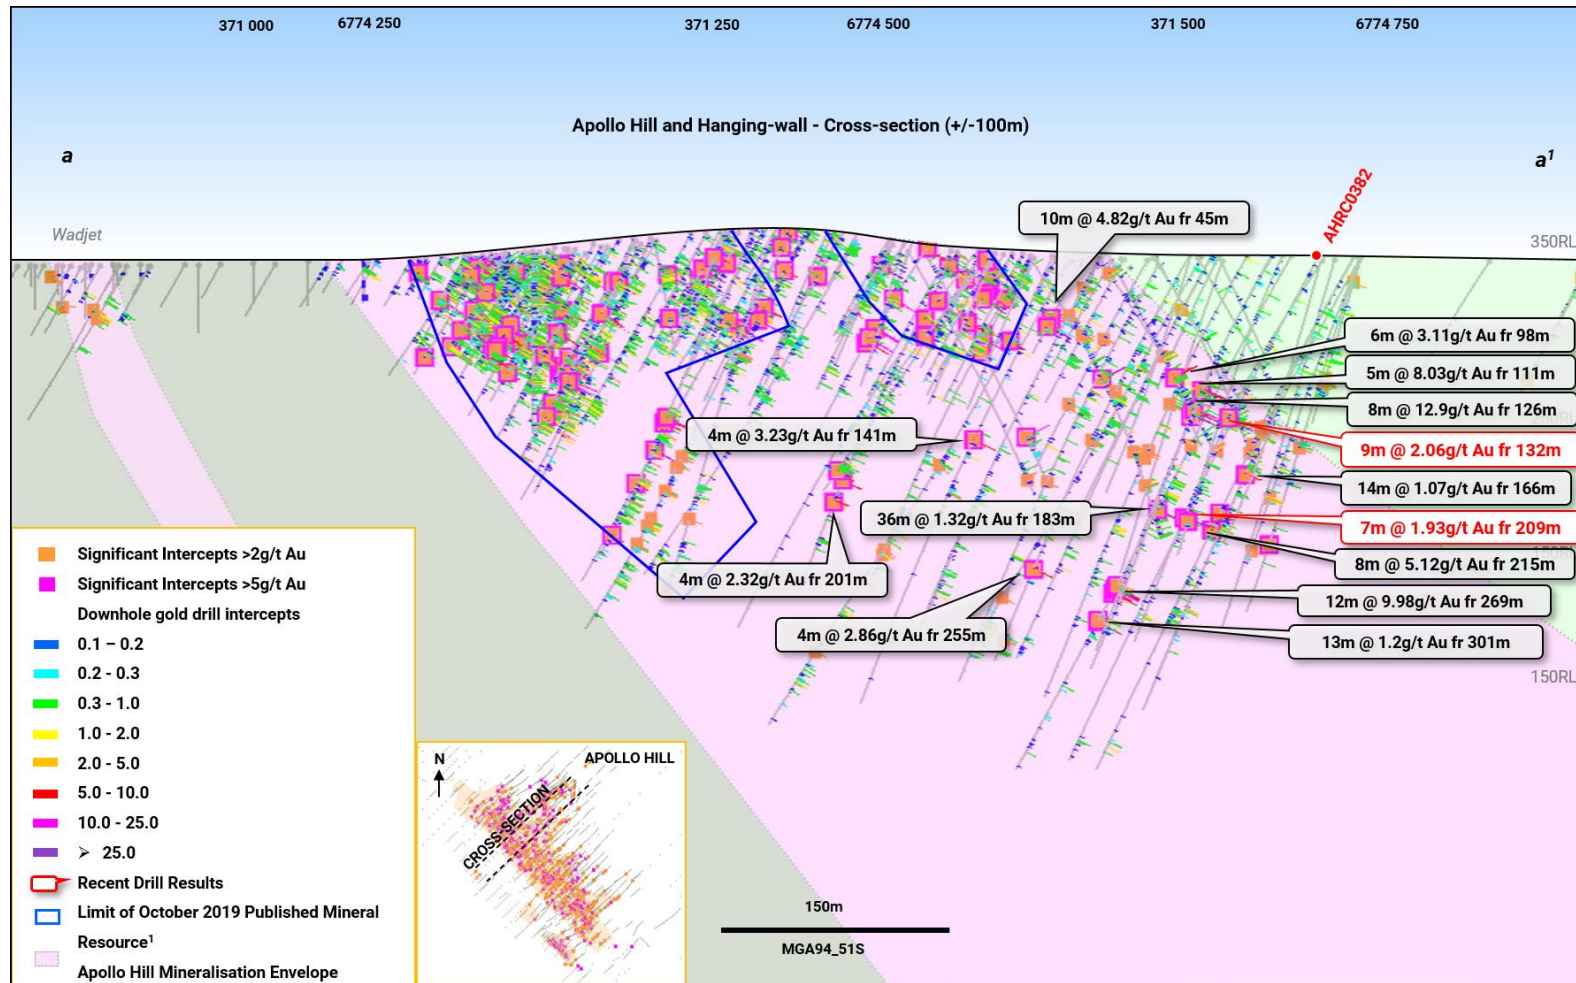 371 000
6774 250
371 250
6774 500
371 500
6774 750
Apollo Hill and Hanging-wall - Cross-section (+/-100m)
a
a¹
AHRC0382
Wadjet
350RL
10m @ 4.82g/t Au fr 45m
6m @ 3.11g/t Au fr 98m
5m @ 8.03g/t Au fr 111m
8m @ 12.9g/t Au fr 126m
4m @ 3.23g/t Au fr 141m
9m @ 2.06g/t Au fr 132m
14m @ 1.07g/t Au fr 166m
36m @ 1.32g/t Au fr 183m
7m @ 1.93g/t Au fr 209m
8m @ 5.12g/t Au fr 215m
4m @ 2.32g/t Au fr 201m
12m @ 9.98g/t Au fr 269m
4m @ 2.86g/t Au fr 255m
13m @ 1.2g/t Au fr 301m
150RL
Significant Intercepts >2g/t Au
Significant Intercepts >5g/t Au
Downhole gold drill intercepts
0.1 – 0.2
0.2 - 0.3
0.3 - 1.0
1.0 - 2.0
2.0 - 5.0
5.0 - 10.0
10.0 - 25.0
➢ 25.0
Recent Drill Results
Limit of October 2019 Published Mineral
Resource¹
Apollo Hill Mineralisation Envelope
N
APOLLO HILL
CROSS-SECTION
150m
MGA94_51S